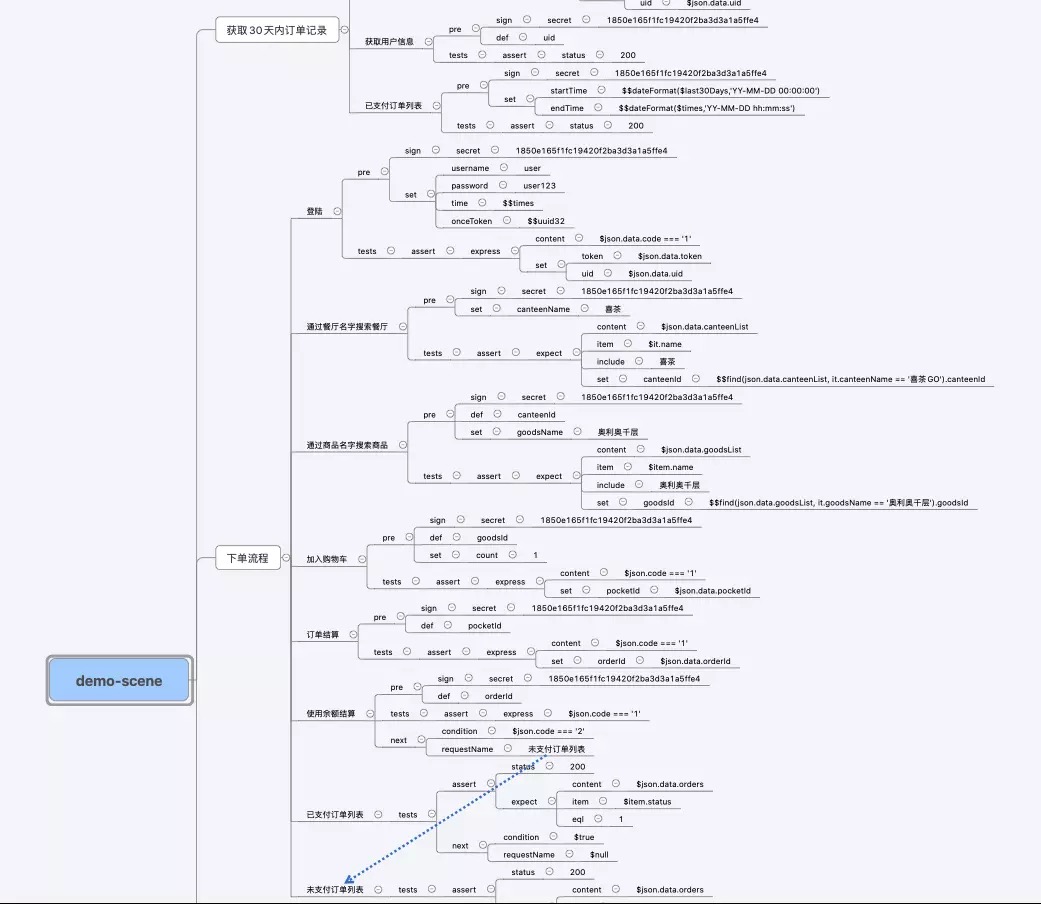 uid $json.data.uid
获取30天内订单记录
获取用户信息
pre
sign secret 1850e165f1fc19420f2ba3d3a1a5ffe4
def uid
tests assert status 200
已支付订单列表
pre
sign secret 1850e165f1fc19420f2ba3d3a1a5ffe4
set
startTime $$dateFormat($last30Days,'YY-MM-DD 00:00:00')
endTime $$dateFormat($times,'YY-MM-DD hh:mm:ss')
tests assert status 200
demo-scene
下单流程
登陆
pre
sign secret 1850e165f1fc19420f2ba3d3a1a5ffe4
set
username user
password user123
time $$times
onceToken $$uuid32
tests assert express
content $json.data.code === '1'
set
token $json.data.token
uid $json.data.uid
通过餐厅名字搜索餐厅
pre
sign secret 1850e165f1fc19420f2ba3d3a1a5ffe4
set canteenName 喜茶
tests assert expect
content $json.data.canteenList
item $it.name
include 喜茶
set canteenId $$find(json.data.canteenList, it.canteenName == '喜茶GO').canteenId
通过商品名字搜索商品
pre
sign secret 1850e165f1fc19420f2ba3d3a1a5ffe4
def canteenId
set goodsName 奥利奥千层
tests assert expect
content $json.data.goodsList
item $item.name
include 奥利奥千层
set goodsId $$find(json.data.goodsList, it.goodsName == '奥利奥千层').goodsId
加入购物车
pre
sign secret 1850e165f1fc19420f2ba3d3a1a5ffe4
def goodsId
set count 1
tests assert express
content $json.code === '1'
set pocketId $json.data.pocketId
订单结算
pre
sign secret 1850e165f1fc19420f2ba3d3a1a5ffe4
def pocketId
tests assert express
content $json.code === '1'
set orderId $json.data.orderId
使用余额结算
pre
sign secret 1850e165f1fc19420f2ba3d3a1a5ffe4
def orderId
tests assert express $json.code === '1'
next
condition $json.code === '2'
requestName 未支付订单列表
已支付订单列表 tests
assert
status 200
expect
content $json.data.orders
item $item.status
eql 1
next
condition $true
requestName $null
未支付订单列表 tests assert
status 200
content $json.data.orders